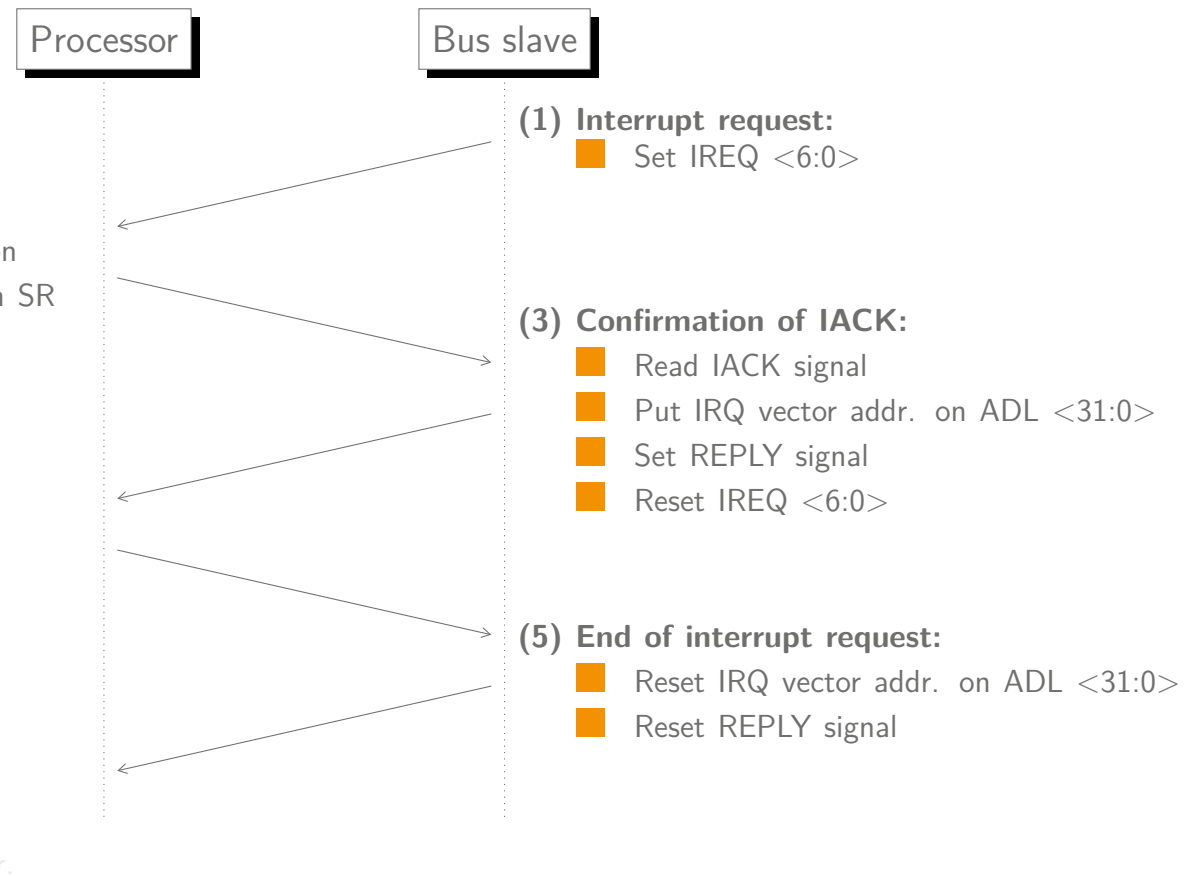 Processor
Bus slave
(1) Interrupt request:
Set IREQ <6:0>
SR
(3) Confirmation of IACK:
Read IACK signal
Put IRQ vector addr. on ADL <31:0>
Set REPLY signal
Reset IREQ <6:0>
(5) End of interrupt request:
Reset IRQ vector addr. on ADL <31:0>
Reset REPLY signal